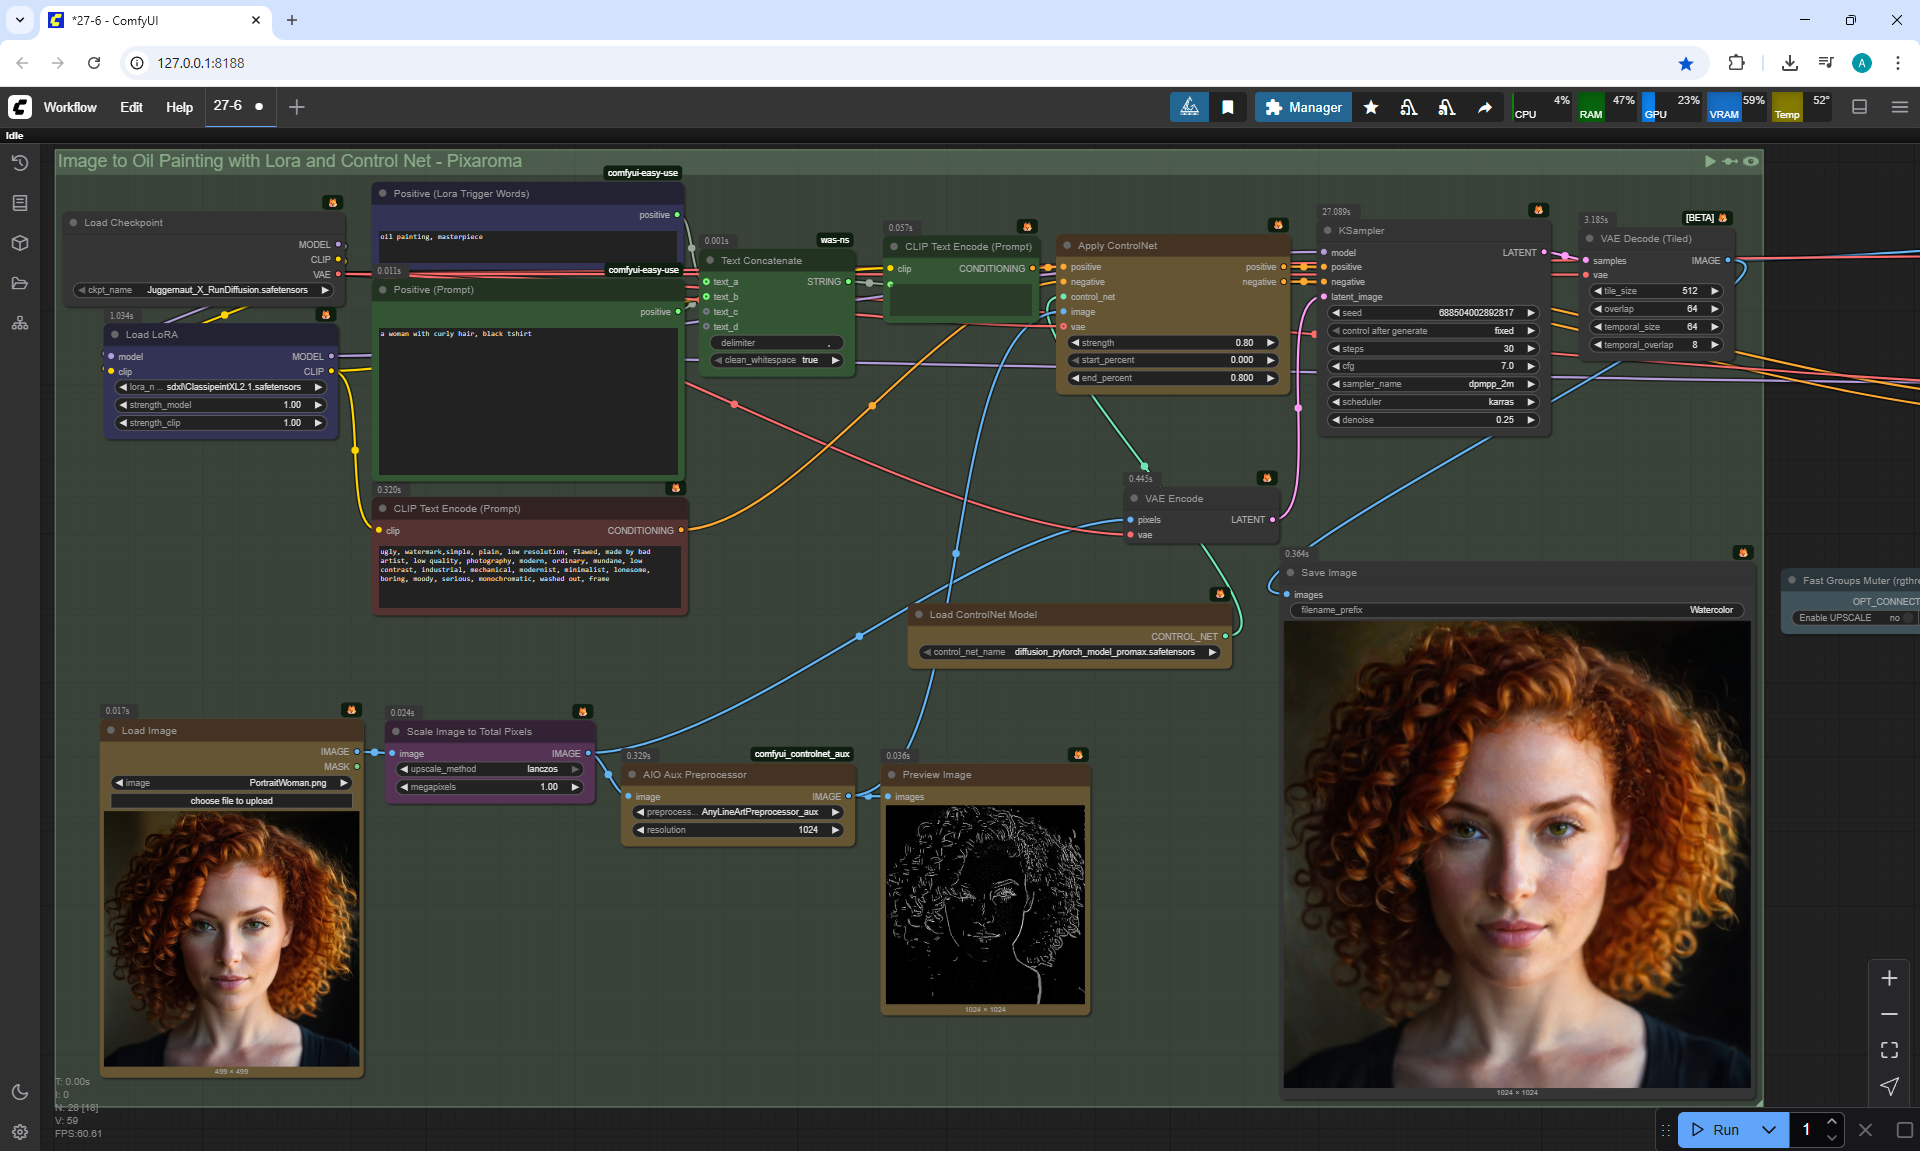 *27-6 - ComfyUI
127.0.0.1:8188
A
Workflow
Edit
Help
27-6
Manager
CPU 4%
RAM 47%
GPU 23%
VRAM 59%
Temp 52°
Idle
Image to Oil Painting with Lora and Control Net - Pixaroma
Load Checkpoint
MODEL
CLIP
VAE
ckpt_name Juggernaut_X_RunDiffusion.safetensors
1.034s
Load LoRA
model MODEL
clip CLIP
lora_n ... sdxl\ClassipeintXL2.1.safetensors
strength_model 1.00
strength_clip 1.00
comfyui-easy-use
Positive (Lora Trigger Words)
positive
oil painting, masterpiece
0.011s
comfyui-easy-use
Positive (Prompt)
positive
a woman with curly hair, black tshirt
0.320s
CLIP Text Encode (Prompt)
clip CONDITIONING
ugly, watermark,simple, plain, low resolution, flawed, made by bad
artist, low quality, photography, modern, ordinary, mundane, low
contrast, industrial, mechanical, modernist, minimalist, lonesome,
boring, moody, serious, monochromatic, washed out, frame
0.001s
was-ns
Text Concatenate
text_a STRING
text_b
text_c
text_d
delimiter ,
clean_whitespace true
0.057s
CLIP Text Encode (Prompt)
clip CONDITIONING
Apply ControlNet
positive positive
negative negative
control_net
image
vae
strength 0.80
start_percent 0.000
end_percent 0.800
27.089s
KSampler
model LATENT
positive
negative
latent_image
seed 688504002892817
control after generate fixed
steps 30
cfg 7.0
sampler_name dpmpp_2m
scheduler karras
denoise 0.25
3.185s
[BETA]
VAE Decode (Tiled)
samples IMAGE
vae
tile_size 512
overlap 64
temporal_size 64
temporal_overlap 8
0.445s
VAE Encode
pixels LATENT
vae
Load ControlNet Model
CONTROL_NET
control_net_name diffusion_pytorch_model_promax.safetensors
0.364s
Save Image
images
filename_prefix Watercolor
1024 × 1024
Fast Groups Muter (rgthre
OPT_CONNECT
Enable UPSCALE no
0.017s
Load Image
IMAGE
MASK
image PortraitWoman.png
choose file to upload
499 × 499
0.024s
Scale Image to Total Pixels
image IMAGE
upscale_method lanczos
megapixels 1.00
0.329s
comfyui_controlnet_aux
AIO Aux Preprocessor
image IMAGE
preprocess... AnyLineArtPreprocessor_aux
resolution 1024
0.036s
Preview Image
images
1024 × 1024
T: 0.00s
I: 0
N: 28 [18]
V: 59
FPS:60.61
Run
1